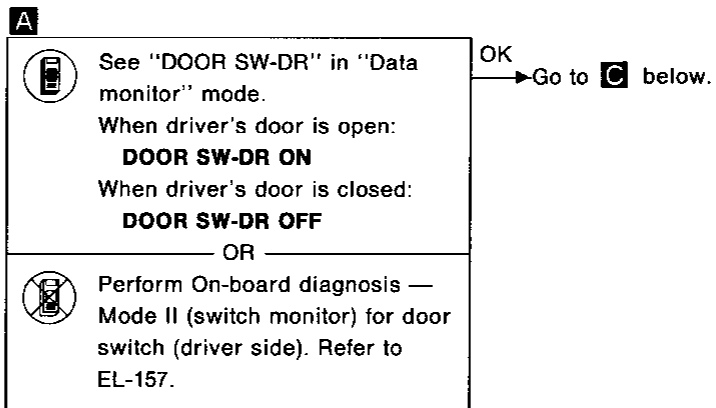 A
See "DOOR SW-DR" in "Data
monitor" mode.
When driver's door is open:
DOOR SW-DR ON
When driver's door is closed:
DOOR SW-DR OFF
OK
Go to C below.
OR
Perform On-board diagnosis —
Mode II (switch monitor) for door
switch (driver side). Refer to
EL-157.